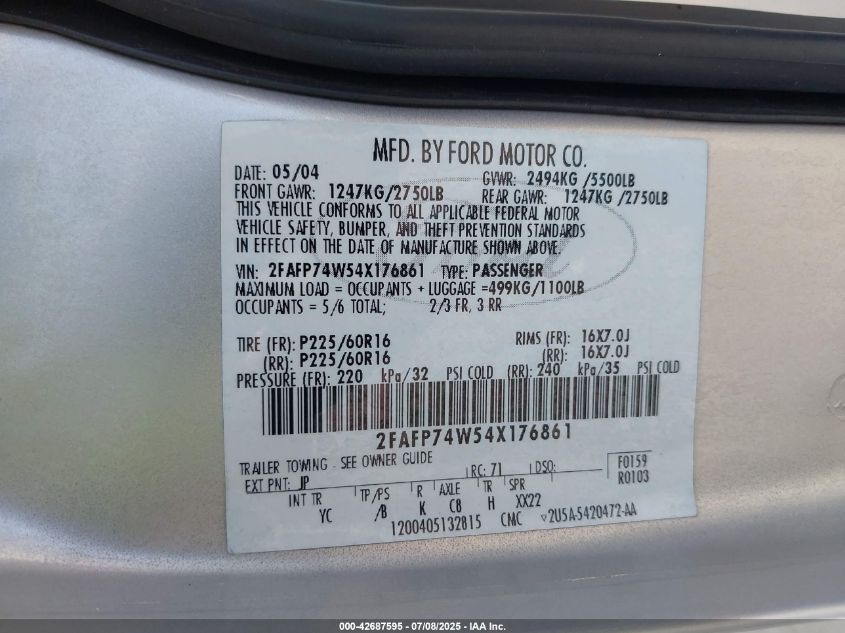 MFD. BY FORD MOTOR CO.
DATE: 05/04 GVWR: 2494KG /5500LB
FRONT GAWR: 1247KG/2750LB REAR GAWR: 1247KG /2750LB
THIS VEHICLE CONFORMS TO ALL APPLICABLE FEDERAL MOTOR
VEHICLE SAFETY, BUMPER, AND THEFT PREVENTION STANDARDS
IN EFFECT ON THE DATE OF MANUFACTURE SHOWN ABOVE.
VIN: 2FAFP74W54X176861 TYPE: PASSENGER
MAXIMUM LOAD = OCCUPANTS + LUGGAGE =499KG/1100LB
OCCUPANTS = 5/6 TOTAL; 2/3 FR, 3 RR
TIRE (FR): P225/60R16 RIMS (FR): 16X7.0J
(RR): P225/60R16 (RR): 16X7.0J
PRESSURE (FR): 220 kPa/32 PSI COLD (RR): 240 kPa/35 PSI COLD
2FAFP74W54X176861
TRAILER TOWING - SEE OWNER GUIDE
EXT PNT: JP RC: 71 DSO: F0159
R0103
INT TR TP/PS R AXLE TR SPR
YC /B K C8 H XX22
1200405132815 CMC ▽2U5A-5420472-AA
000-42687595 - 07/08/2025 - IAA Inc.